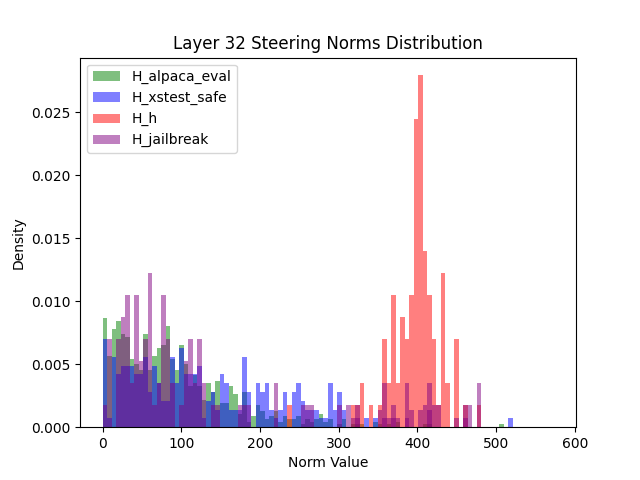 Layer 32 Steering Norms Distribution
H_alpaca_eval
H_xstest_safe
H_h
H_jailbreak
Density
0.025
0.020
0.015
0.010
0.005
0.000
0 100 200 300 400 500 600
Norm Value